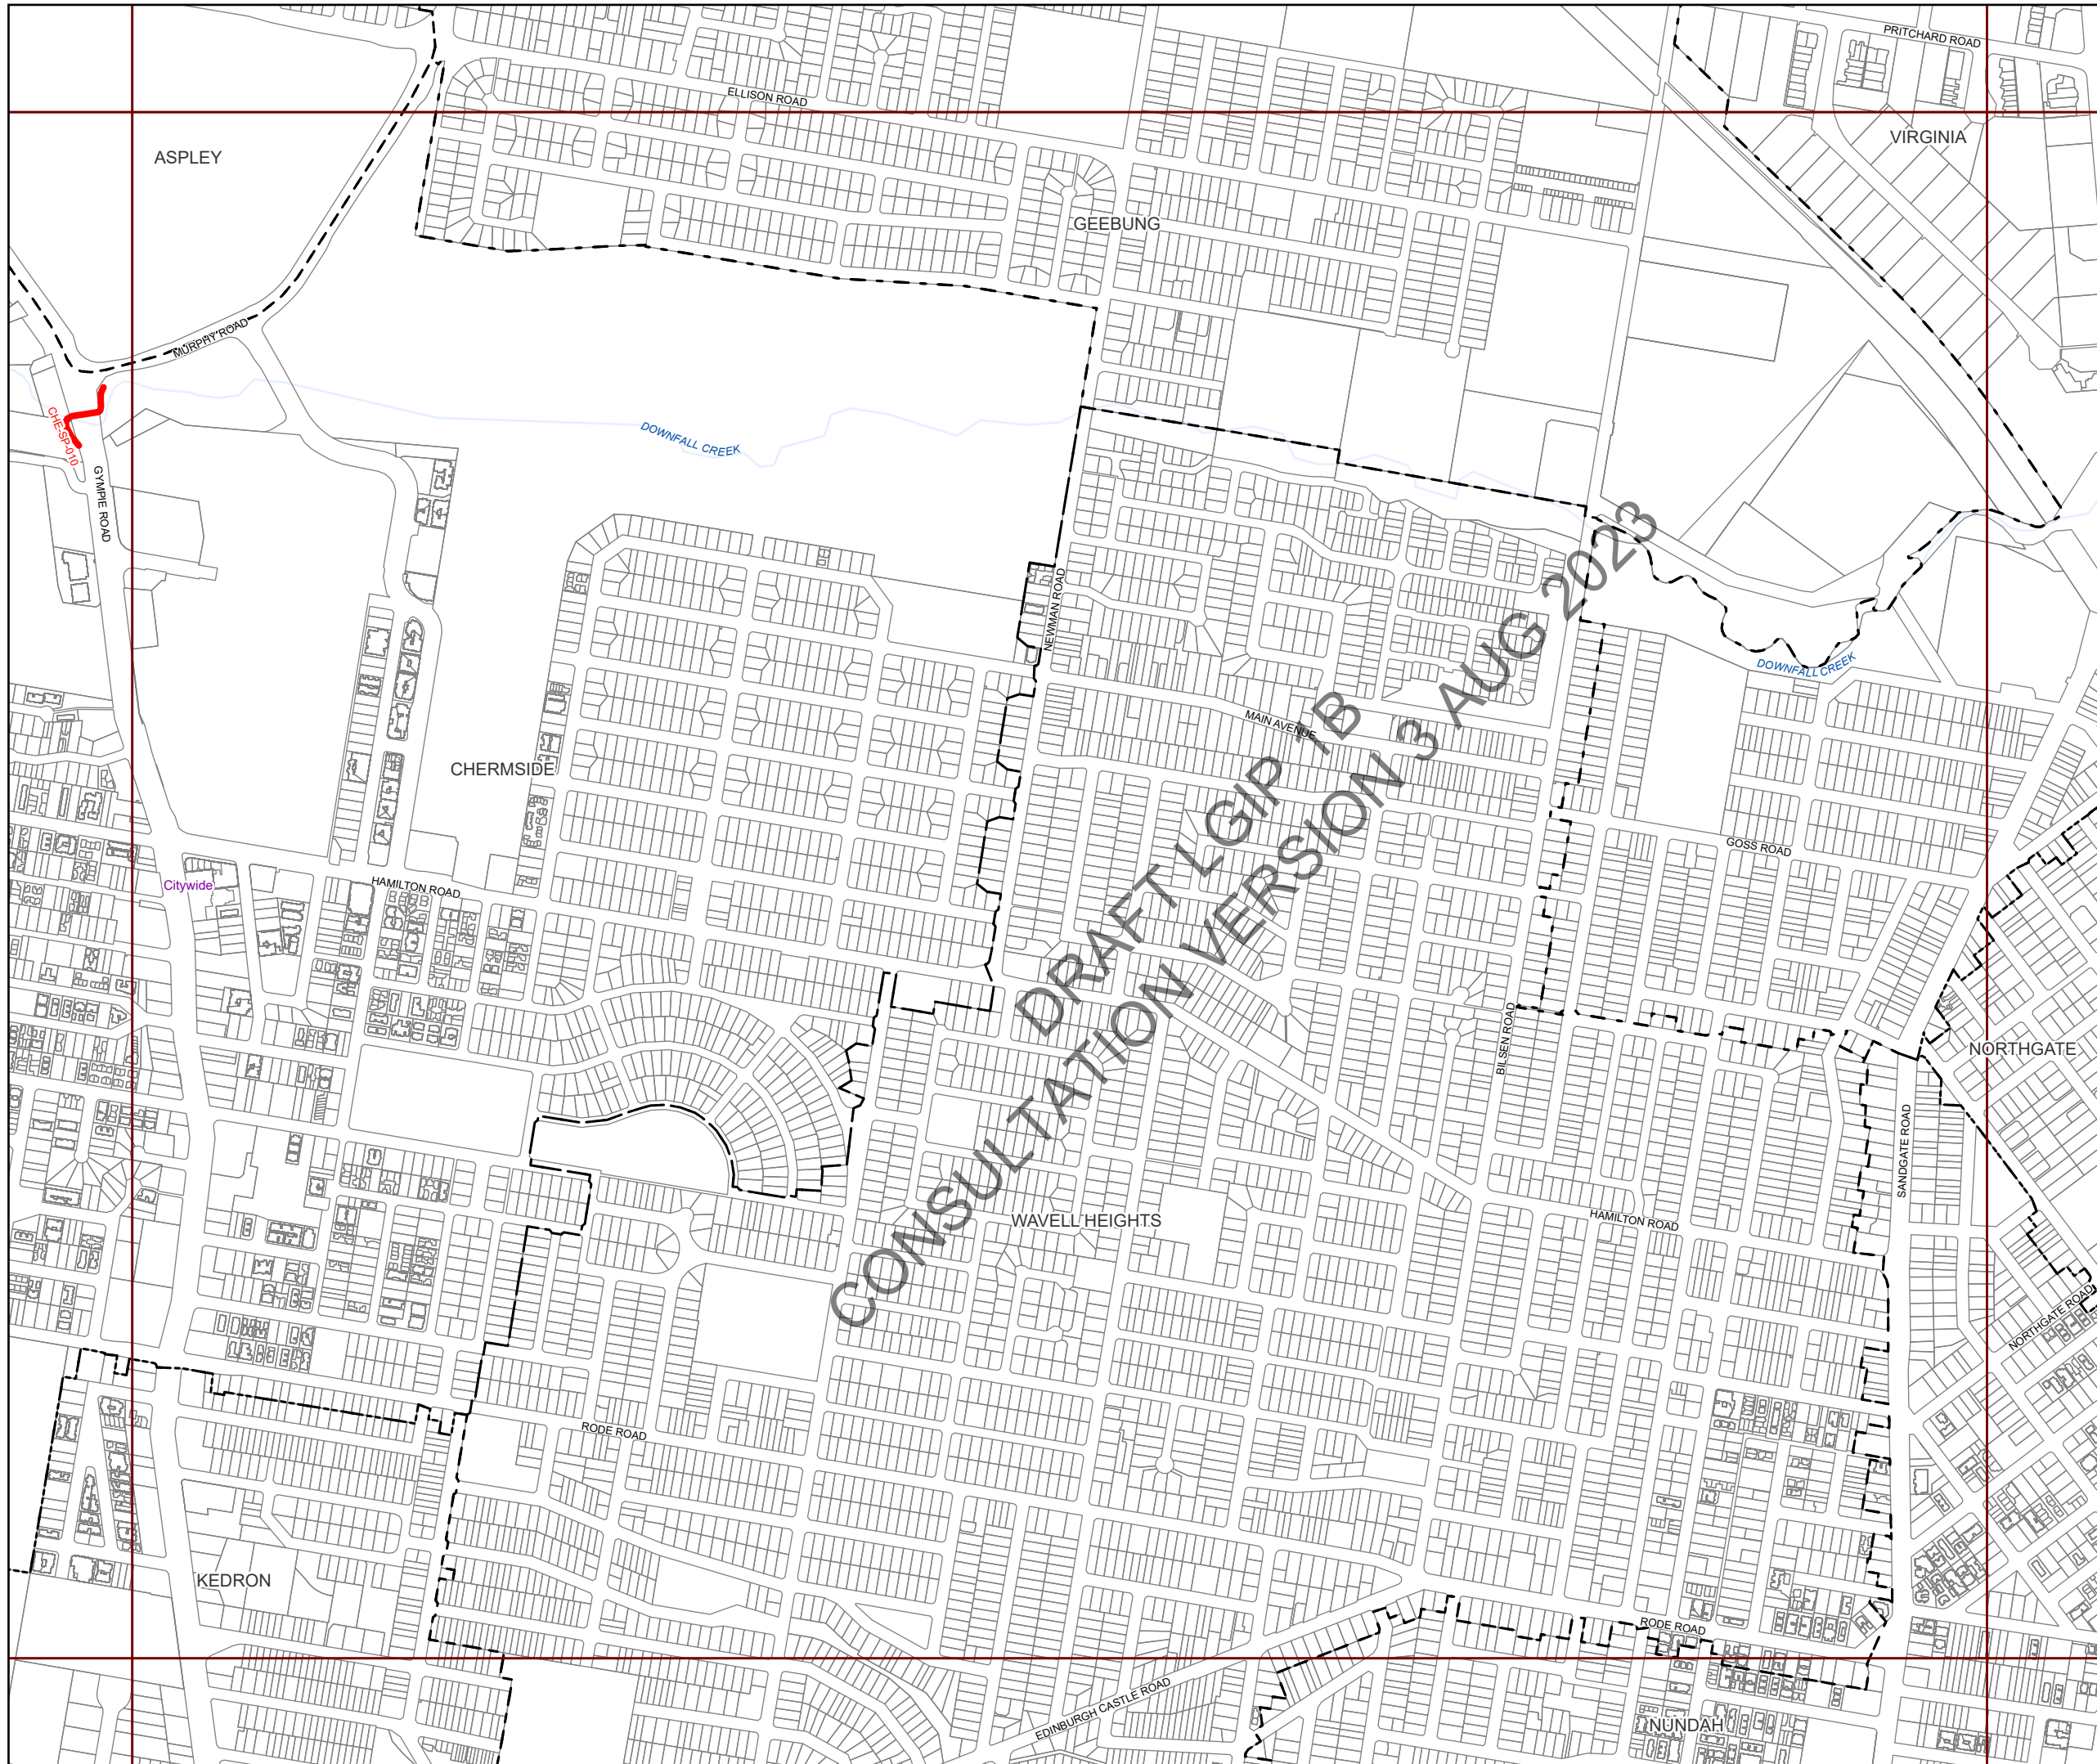 PRITCHARD ROAD
ELLISON ROAD
VIRGINIA
ASPLEY
GEEBUNG
MURPHY ROAD
CHE-SP-010
DOWNFALL CREEK
GYMPIE ROAD
NEWMAN ROAD
DOWNFALL CREEK
MAIN AVENUE
CHERMSIDE
GOSS ROAD
Citywide
HAMILTON ROAD
DRAFT LGIP 1B
CONSULTATION VERSION 3 AUG 2023
BILSEN ROAD
NORTHGATE
SANDGATE ROAD
WAVELL HEIGHTS
HAMILTON ROAD
NORTHGATE ROAD
RODE ROAD
KEDRON
RODE ROAD
EDINBURGH CASTLE ROAD
NUNDAH